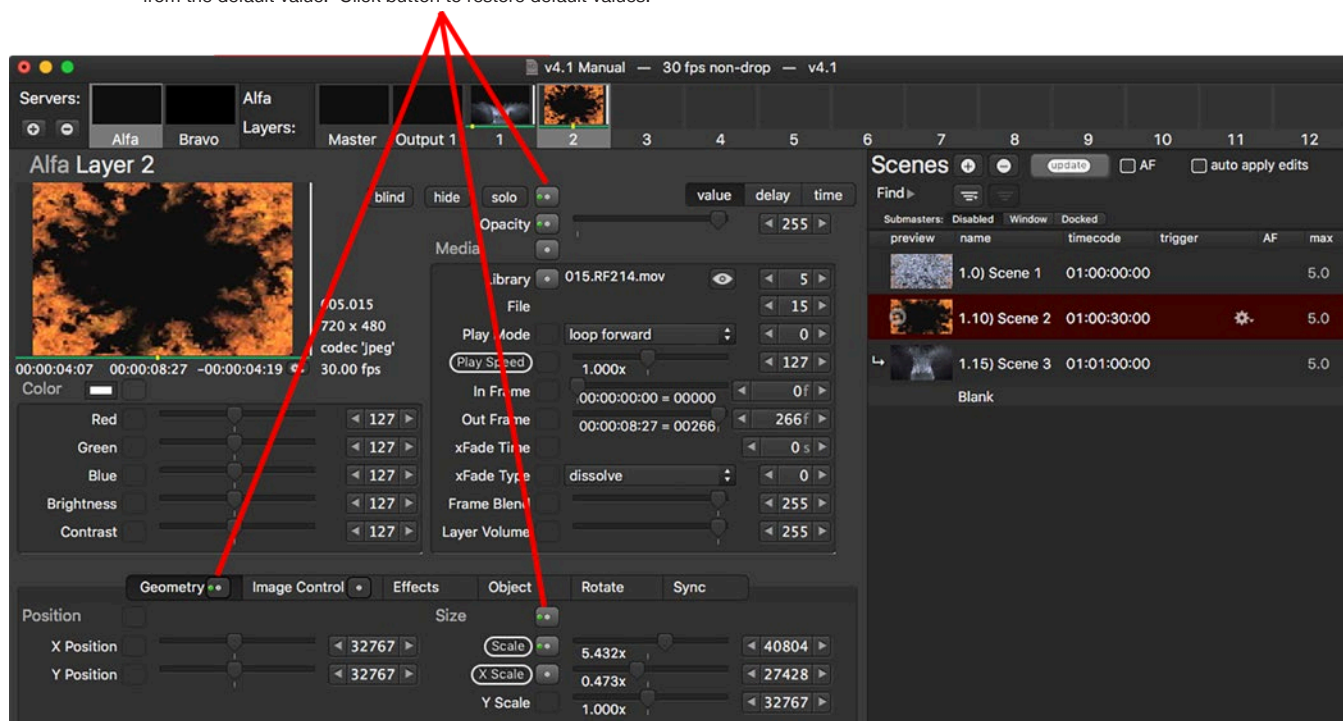 from the default value. Click button to restore default values.
v4.1 Manual — 30 fps non-drop — v4.1
Servers:
Alfa
Bravo
Alfa
Layers:
Master
Output 1
1
2
3
4
5
6
7
8
9
10
11
12
Alfa Layer 2
blind
hide
solo
value
delay
time
Opacity
255
Media
Library
015.RF214.mov
5
File
15
Play Mode
loop forward
0
Play Speed
1.000x
127
In Frame
00:00:00:00 = 00000
0f
Out Frame
00:00:08:27 = 00266
266f
xFade Time
0 s
xFade Type
dissolve
0
Frame Blend
255
Layer Volume
255
005.015
720 x 480
codec 'jpeg'
30.00 fps
00:00:04:07 00:00:08:27 -00:00:04:19
Color
Red
127
Green
127
Blue
127
Brightness
127
Contrast
127
Geometry
Image Control
Effects
Object
Rotate
Sync
Position
X Position
32767
Y Position
32767
Size
Scale
5.432x
40804
X Scale
0.473x
27428
Y Scale
1.000x
32767
Scenes
update
AF
auto apply edits
Find
Submasters: Disabled Window Docked
preview name timecode trigger AF max
1.0) Scene 1 01:00:00:00 5.0
1.10) Scene 2 01:00:30:00 5.0
1.15) Scene 3 01:01:00:00 5.0
Blank